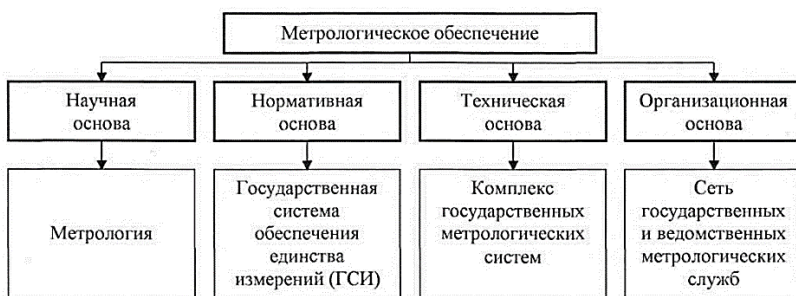 Метрологическое обеспечение
Научная
основа
Нормативная
основа
Техническая
основа
Организационная
основа
Метрология
Государственная
система
обеспечения
единства
измерений (ГСИ)
Комплекс
государственных
метрологических
систем
Сеть
государственных
и ведомственных
метрологических
служб